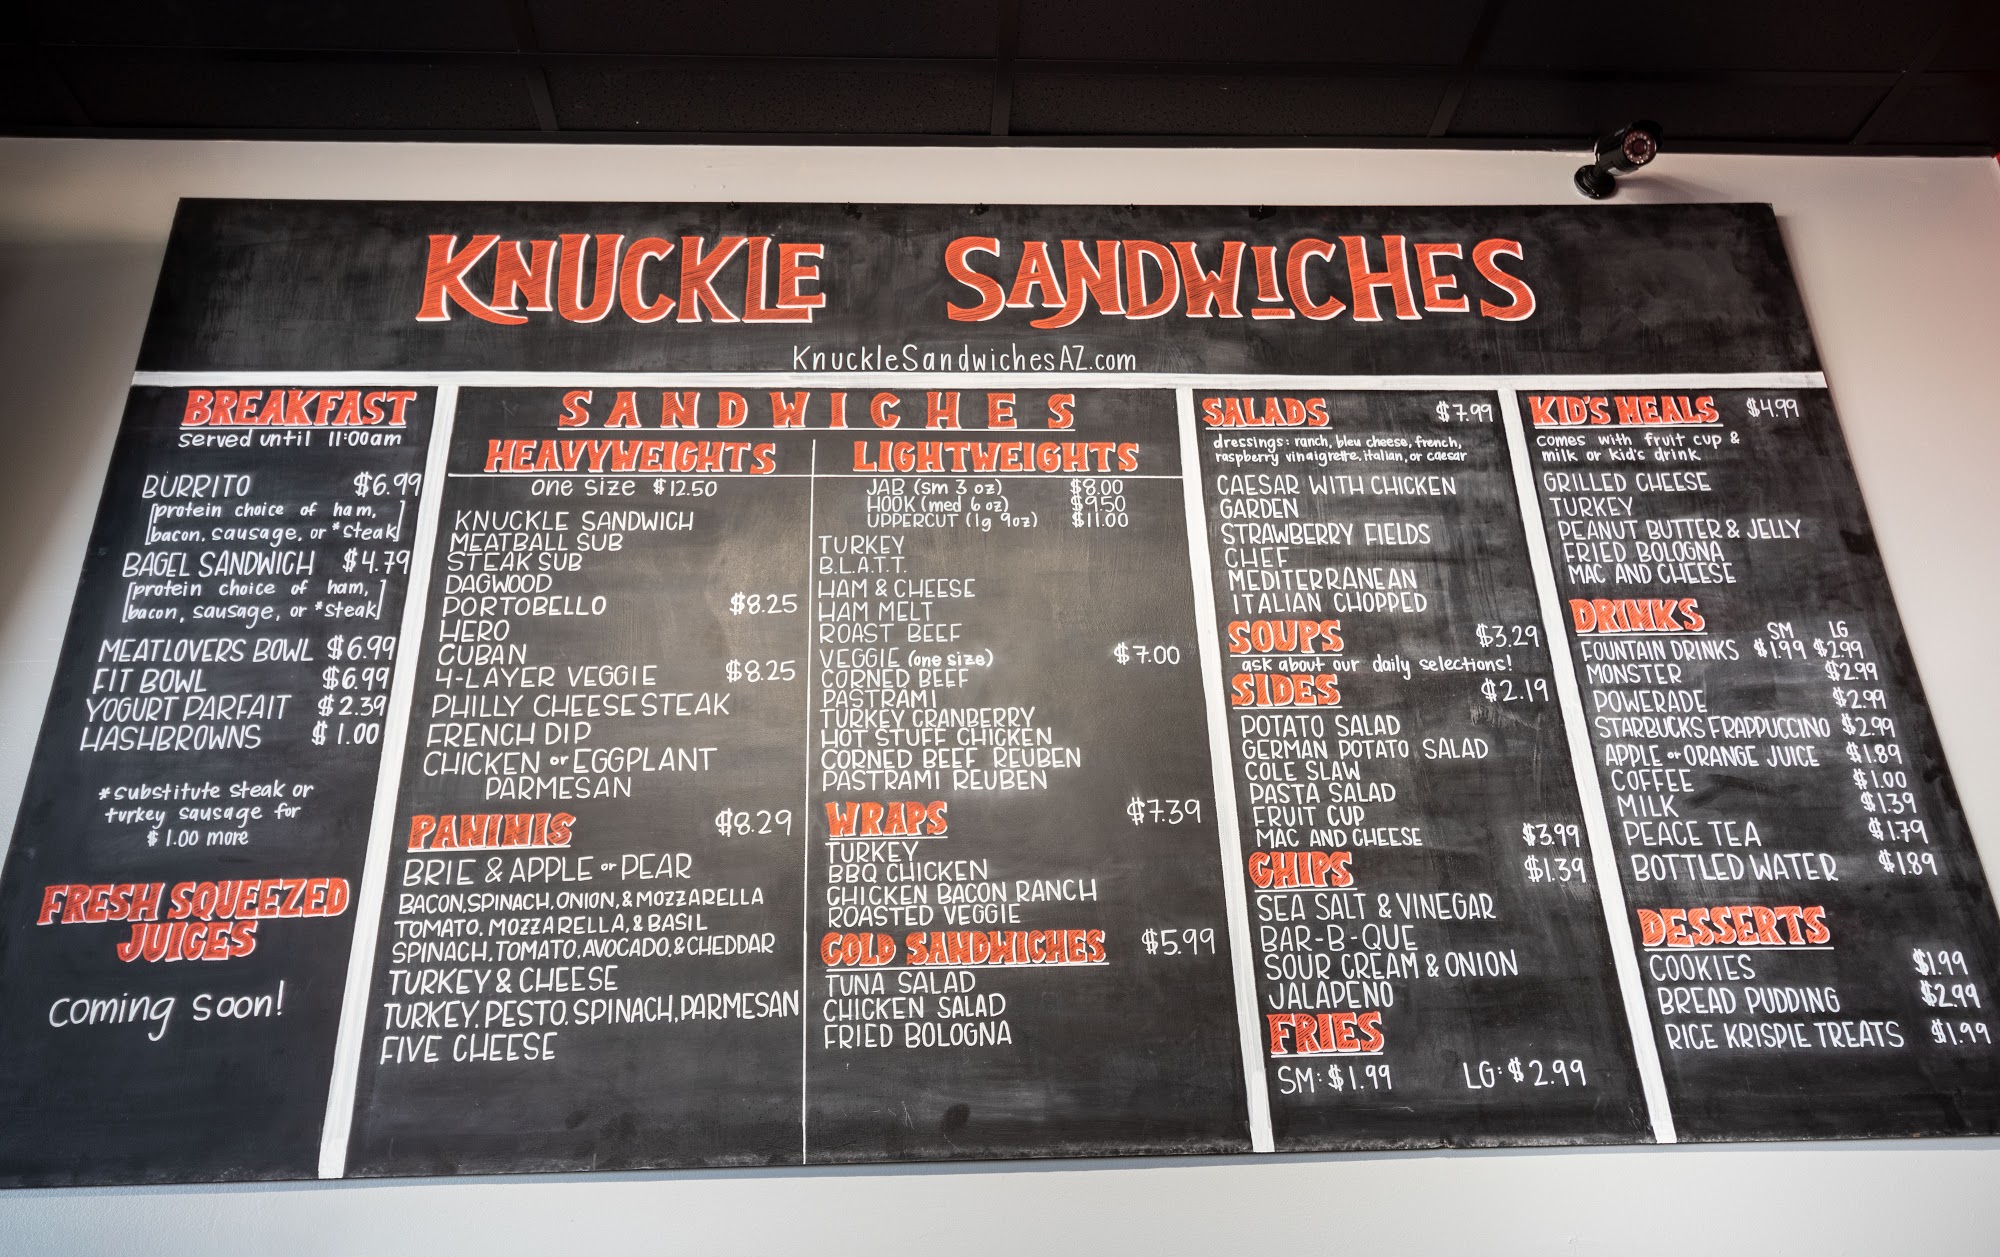 KNUCKLE SANDWICHES
KnuckleSandwichesAZ.com
BREAKFAST
served until 11:00am
BURRITO $6.99
[protein choice of ham,
bacon, sausage, or *steak]
BAGEL SANDWICH $4.79
[protein choice of ham,
bacon, sausage, or *steak]
MEATLOVERS BOWL $6.99
FIT BOWL $6.99
YOGURT PARFAIT $2.39
HASHBROWNS $1.00
*substitute steak or
turkey sausage for
$1.00 more
FRESH SQUEEZED
JUICES
coming soon!
SANDWICHES
HEAVYWEIGHTS
one size $12.50
KNUCKLE SANDWICH
MEATBALL SUB
STEAK SUB
DAGWOOD
PORTOBELLO $8.25
HERO
CUBAN
4-LAYER VEGGIE $8.25
PHILLY CHEESESTEAK
FRENCH DIP
CHICKEN or EGGPLANT
PARMESAN
PANINIS $8.29
BRIE & APPLE or PEAR
BACON, SPINACH, ONION, & MOZZARELLA
TOMATO, MOZZARELLA, & BASIL
SPINACH, TOMATO, AVOCADO, & CHEDDAR
TURKEY & CHEESE
TURKEY, PESTO, SPINACH, PARMESAN
FIVE CHEESE
LIGHTWEIGHTS
JAB (sm 3 oz) $8.00
HOOK (med 6 oz) $9.50
UPPERCUT (lg 9oz) $11.00
TURKEY
B.L.A.T.T.
HAM & CHEESE
HAM MELT
ROAST BEEF
VEGGIE (one size) $7.00
CORNED BEEF
PASTRAMI
TURKEY CRANBERRY
HOT STUFF CHICKEN
CORNED BEEF REUBEN
PASTRAMI REUBEN
WRAPS $7.39
TURKEY
BBQ CHICKEN
CHICKEN BACON RANCH
ROASTED VEGGIE
COLD SANDWICHES $5.99
TUNA SALAD
CHICKEN SALAD
FRIED BOLOGNA
SALADS $7.99
dressings: ranch, bleu cheese, french,
raspberry vinaigrette, italian, or caesar
CAESAR WITH CHICKEN
GARDEN
STRAWBERRY FIELDS
CHEF
MEDITERRANEAN
ITALIAN CHOPPED
SOUPS $3.29
ask about our daily selections!
SIDES $2.19
POTATO SALAD
GERMAN POTATO SALAD
COLE SLAW
PASTA SALAD
FRUIT CUP
MAC AND CHEESE $3.99
CHIPS $1.39
SEA SALT & VINEGAR
BAR-B-QUE
SOUR CREAM & ONION
JALAPENO
FRIES
SM: $1.99 LG: $2.99
KID'S MEALS $4.99
comes with fruit cup &
milk or kid's drink
GRILLED CHEESE
TURKEY
PEANUT BUTTER & JELLY
FRIED BOLOGNA
MAC AND CHEESE
DRINKS
SM LG
FOUNTAIN DRINKS $1.99 $2.99
MONSTER $2.99
POWERADE $2.99
STARBUCKS FRAPPUCCINO $2.99
APPLE or ORANGE JUICE $1.89
COFFEE $1.00
MILK $1.39
PEACE TEA $1.79
BOTTLED WATER $1.89
DESSERTS
COOKIES $1.99
BREAD PUDDING $2.99
RICE KRISPIE TREATS $1.99